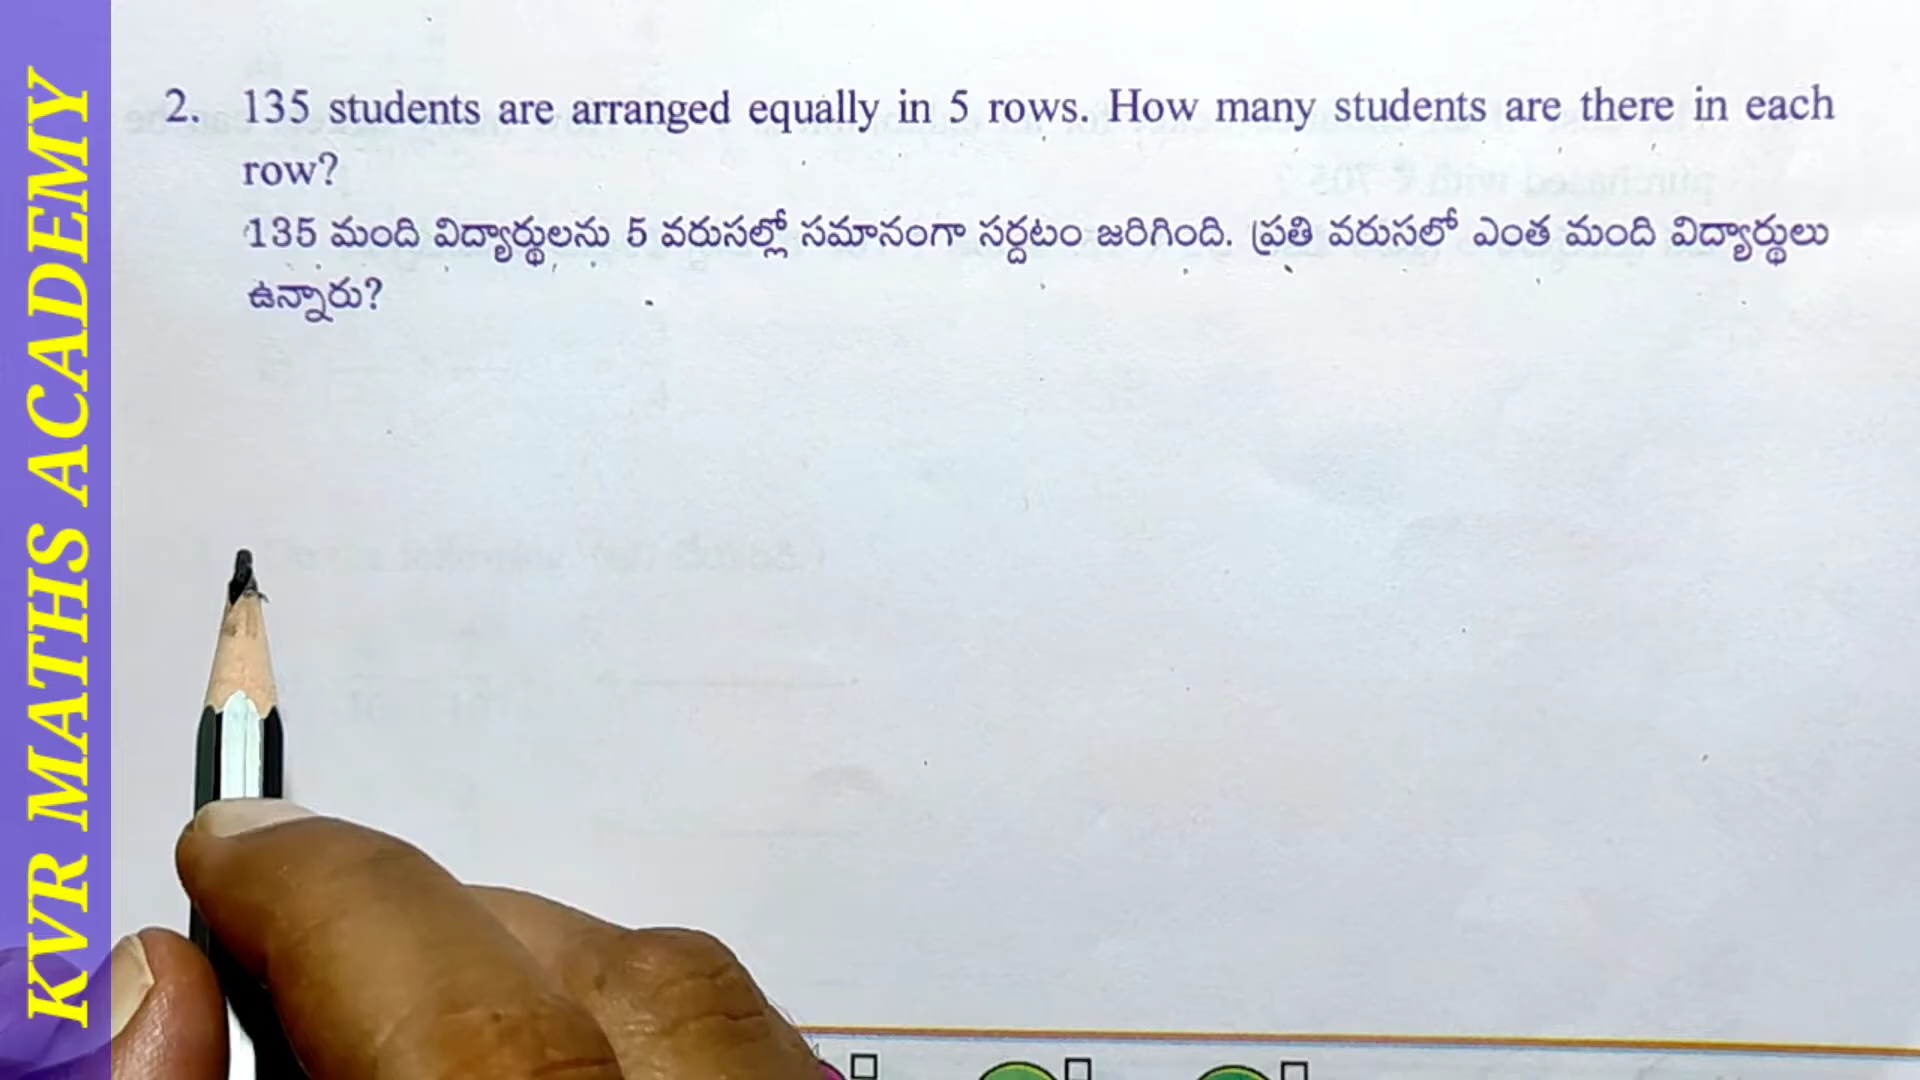 KVR MATHS ACADEMY
2. 135 students are arranged equally in 5 rows. How many students are there in each
row?
135 మంది విద్యార్థులను 5 వరుసల్లో సమానంగా సర్దటం జరిగింది. ప్రతి వరుసలో ఎంత మంది విద్యార్థులు
ఉన్నారు?